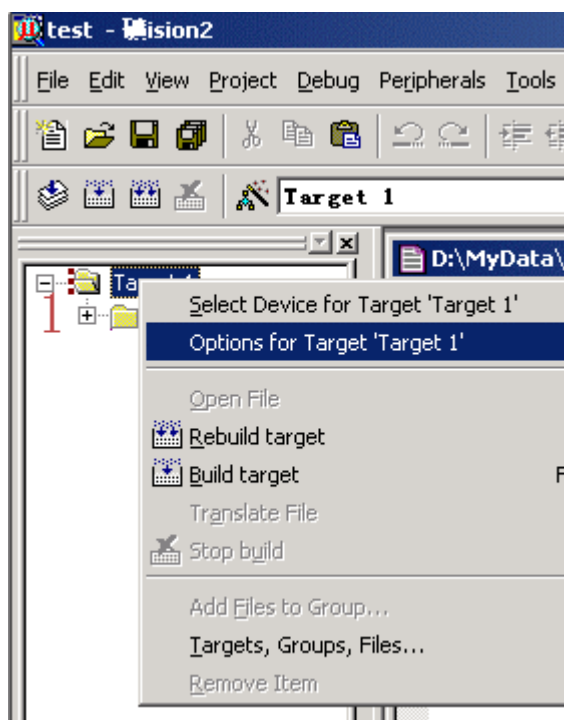 test - µision2
File Edit View Project Debug Peripherals Tools
Target 1
D:\MyData\
1
Select Device for Target 'Target 1'
Options for Target 'Target 1'
Open File
Rebuild target
Build target F
Translate File
Stop build
Add Files to Group...
Targets, Groups, Files...
Remove Item